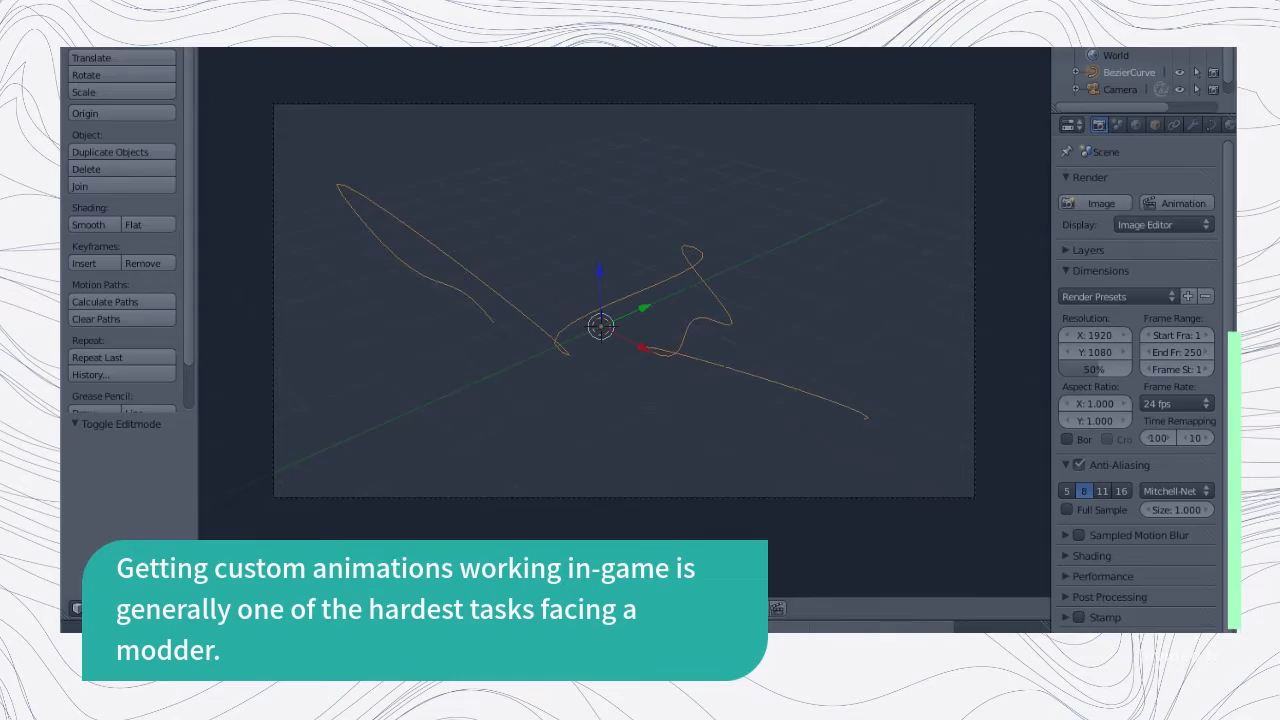 Translate
Rotate
Scale
Origin
Object:
Duplicate Objects
Delete
Join
Shading:
Smooth Flat
Keyframes:
Insert Remove
Motion Paths:
Calculate Paths
Clear Paths
Repeat:
Repeat Last
History...
Grease Pencil:
Toggle Editmode
World
BezierCurve
Camera
Scene
Render
Image Animation
Display: Image Editor
Layers
Dimensions
Render Presets
Resolution: Frame Range:
X: 1920 Start Fra: 1
Y: 1080 End Fr: 250
50% Frame St: 1
Aspect Ratio: Frame Rate:
X: 1.000 24 fps
Y: 1.000 Time Remapping
Bor Cro 100 10
Anti-Aliasing
5 8 11 16 Mitchell-Net
Full Sample Size: 1.000
Sampled Motion Blur
Shading
Performance
Post Processing
Stamp
Getting custom animations working in-game is
generally one of the hardest tasks facing a
modder.